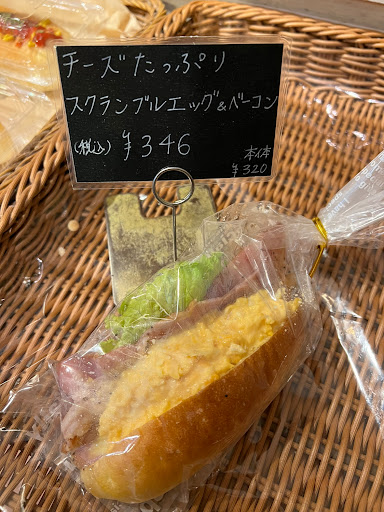 チーズたっぷり
スクランブルエッグ&ベーコン
(税込) ¥346
本体
¥320